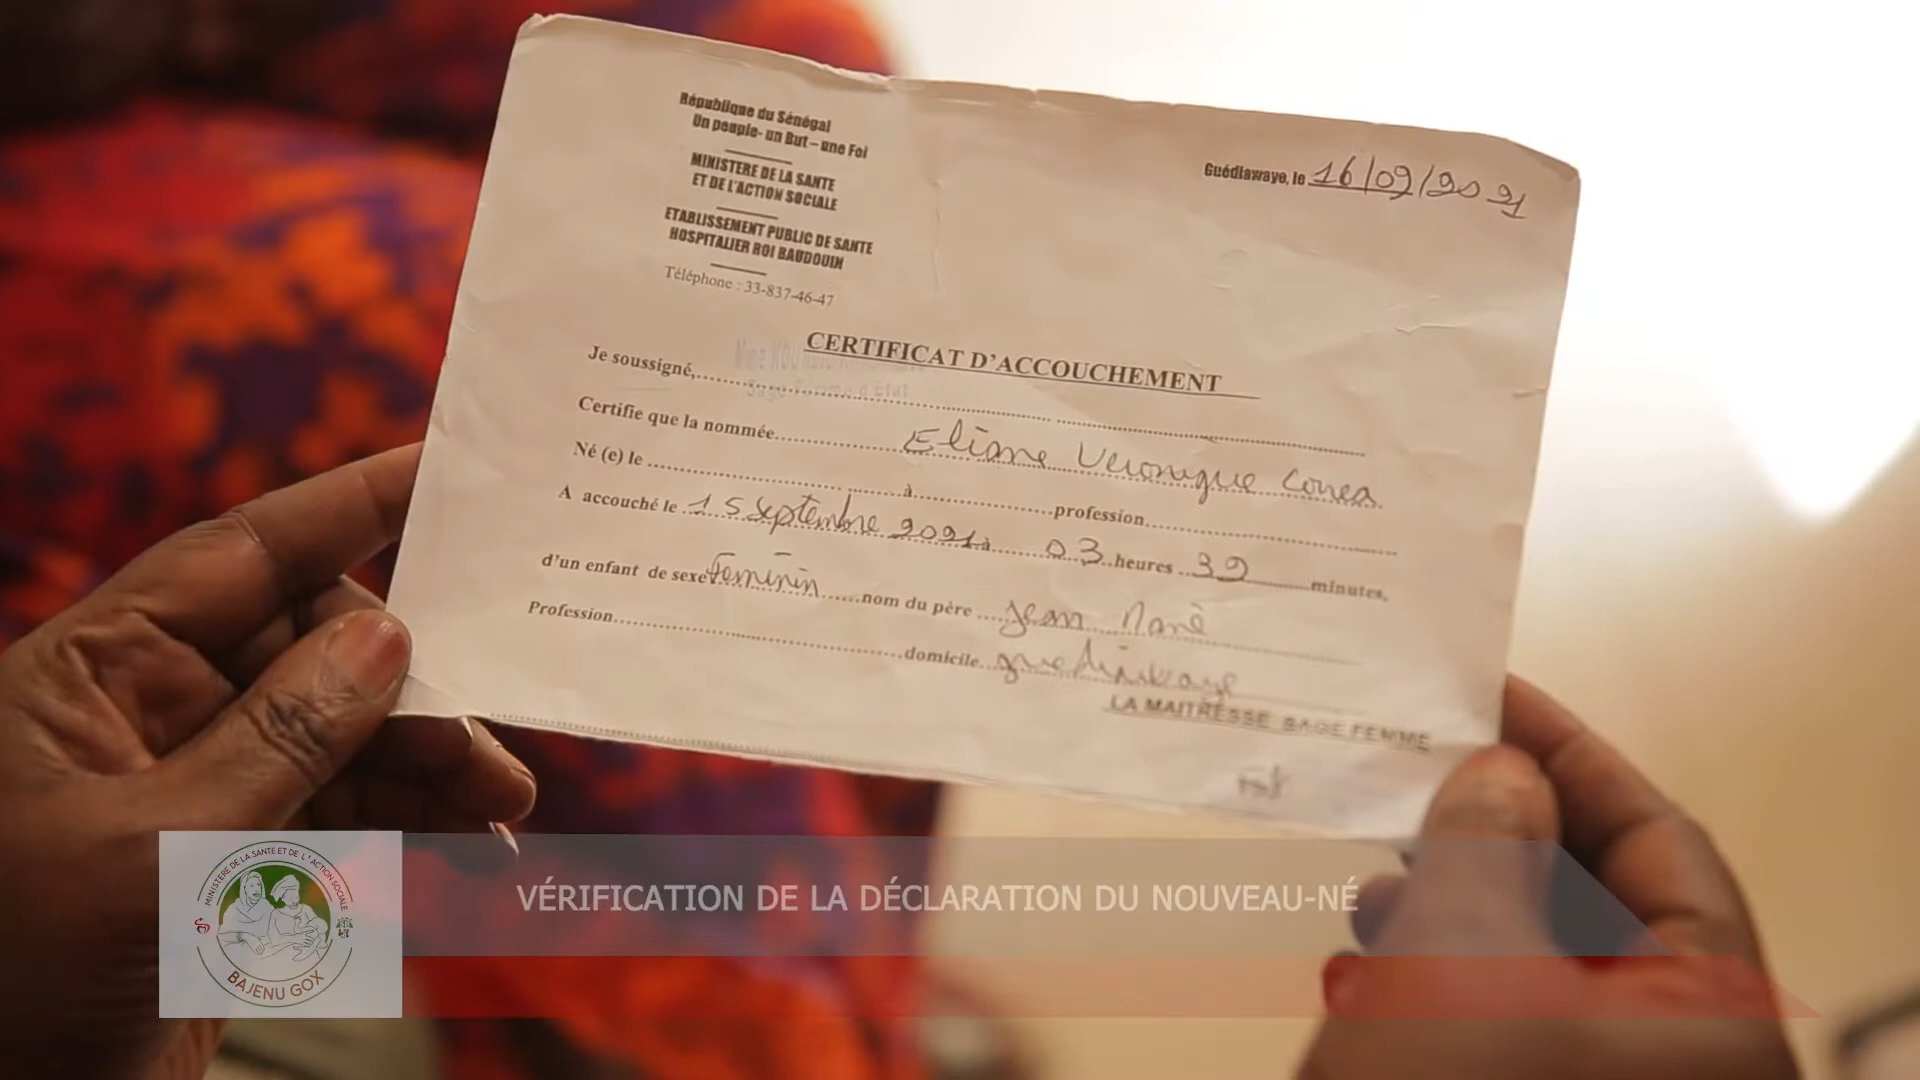 République du Sénégal
Un peuple- un But – une Foi
MINISTERE DE LA SANTE
ET DE L'ACTION SOCIALE
ETABLISSEMENT PUBLIC DE SANTE
HOSPITALIER ROI BAUDOUIN
Téléphone : 33-837-46-47
Guédiawaye, le 16/09/2021
CERTIFICAT D'ACCOUCHEMENT
Je soussigné, Mme
Sage Femme d'Etat
Certifie que la nommée Eliane Veronique Correa
Né (e) le à profession
A accouché le 15 septembre 2021 à 03 heures 32 minutes,
d'un enfant de sexe Feminin nom du père Jean Mané
Profession domicile guediawaye
LA MAITRESSE SAGE FEMME
VÉRIFICATION DE LA DÉCLARATION DU NOUVEAU-NÉ
MINISTERE DE LA SANTE ET DE L'ACTION SOCIALE
BAJENU GOX